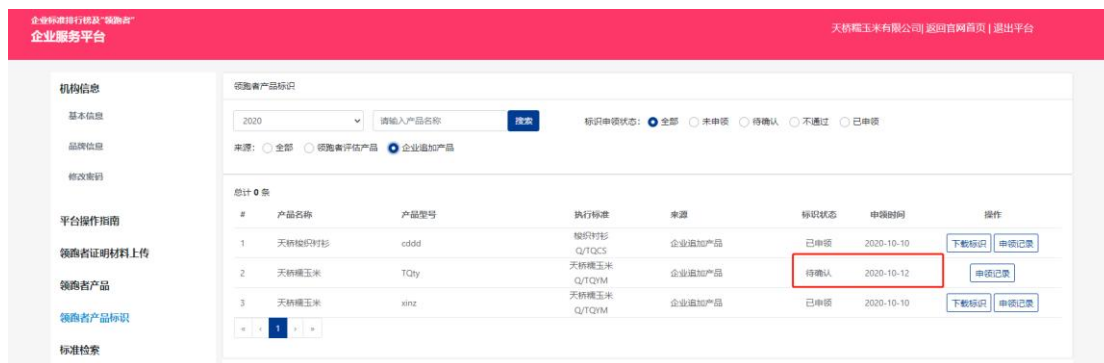 企业标准排行榜及"领跑者"
企业服务平台
天桥糯玉米有限公司| 返回官网首页 | 退出平台
机构信息
基本信息
品牌信息
修改密码
平台操作指南
领跑者证明材料上传
领跑者产品
领跑者产品标识
标准检索
领跑者产品标识
2020 请输入产品名称 搜索 标识申领状态： 全部 未申领 待确认 不通过 已申领
来源： 全部 领跑者评估产品 企业追加产品
总计 0 条
# 产品名称 产品型号 执行标准 来源 标识状态 申领时间 操作
1 天桥梭织衬衫 cddd 梭织衬衫 Q/TQCS 企业追加产品 已申领 2020-10-10 下载标识 申领记录
2 天桥糯玉米 TQty 天桥糯玉米 Q/TQYM 企业追加产品 待确认 2020-10-12 申领记录
3 天桥糯玉米 xinz 天桥糯玉米 Q/TQYM 企业追加产品 已申领 2020-10-10 下载标识 申领记录
« ‹ 1 › »